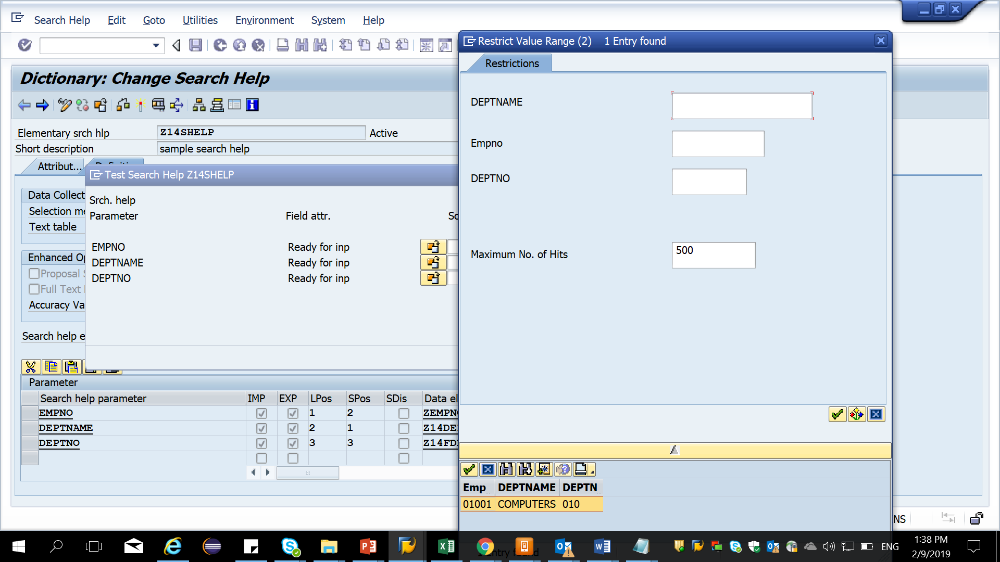 Search Help Edit Goto Utilities Environment System Help
Dictionary: Change Search Help
Elementary srch hlp Z14SHELP Active
Short description sample search help
Attribut...
Data Collect
Selection me
Text table
Enhanced Op
Proposal S
Full Text
Accuracy Va
Search help e
Test Search Help Z14SHELP
Srch. help
Parameter Field attr. Sc
EMPNO Ready for inp
DEPTNAME Ready for inp
DEPTNO Ready for inp
Parameter
Search help parameter IMP EXP LPos SPos SDis Data el
EMPNO 1 2 ZEMPN
DEPTNAME 2 1 Z14DE
DEPTNO 3 3 Z14FD
Restrict Value Range (2) 1 Entry found
Restrictions
DEPTNAME
Empno
DEPTNO
Maximum No. of Hits 500
Emp... DEPTNAME DEPTN...
01001 COMPUTERS 010
NS
1 Entry found
ENG
1:38 PM
2/9/2019